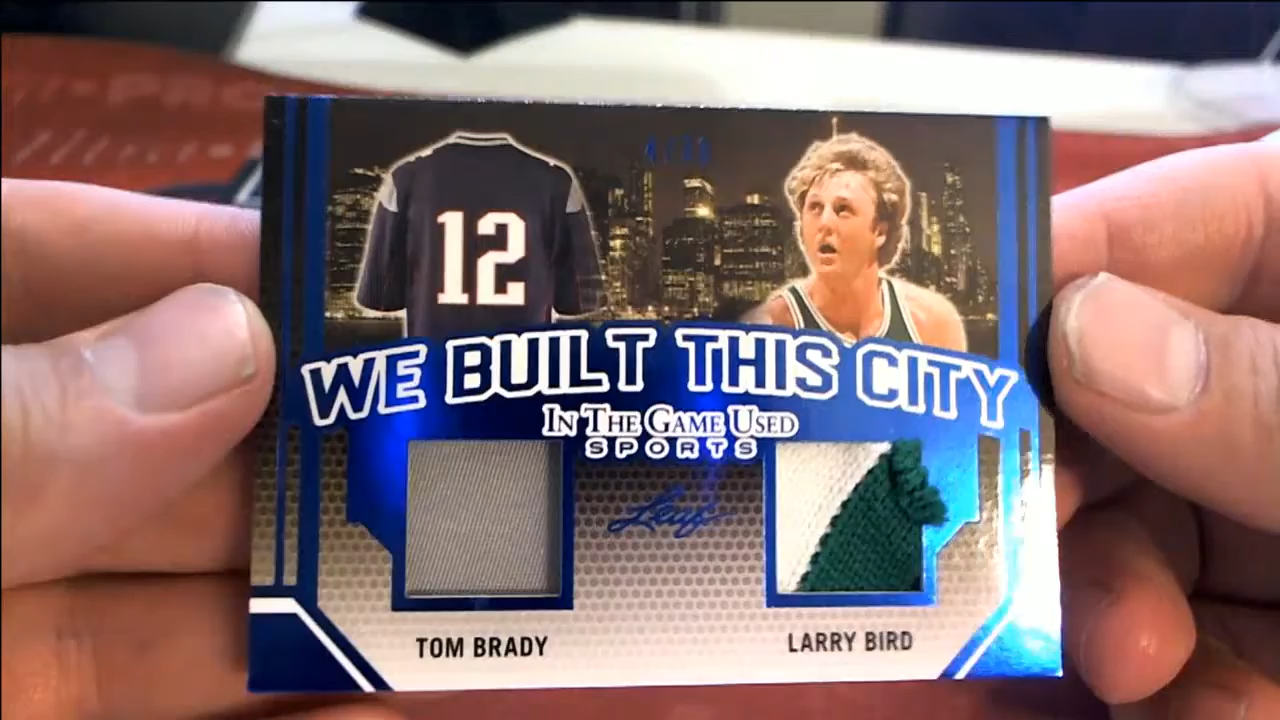 12
WE BUILT THIS CITY
IN THE GAME USED
SPORTS
Leaf
TOM BRADY
LARRY BIRD